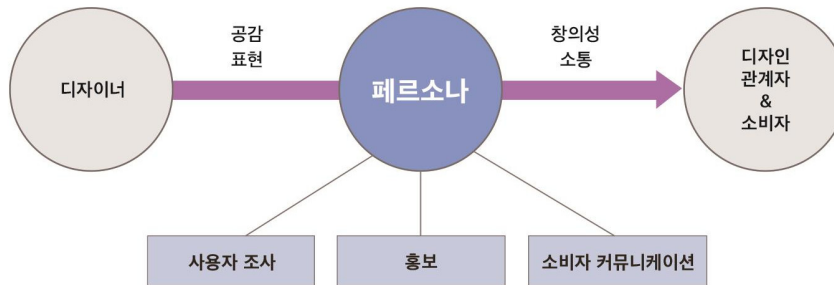 공감
표현
창의성
소통
디자이너
페르소나
디자인
관계자
&
소비자
사용자 조사
홍보
소비자 커뮤니케이션